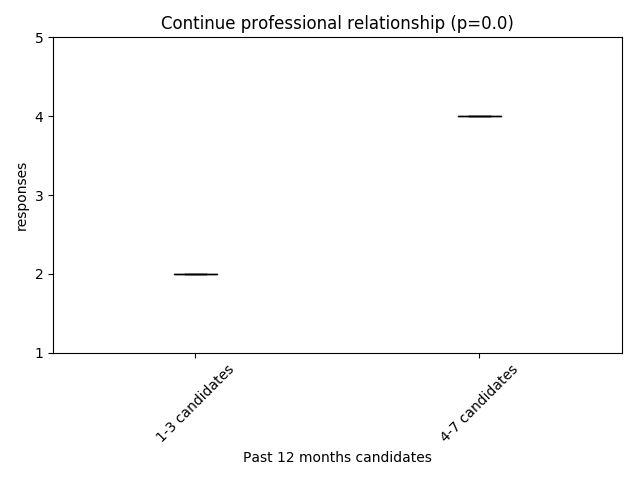 Continue professional relationship (p=0.0)
5
4
3
2
1
responses
1-3 candidates
4-7 candidates
Past 12 months candidates